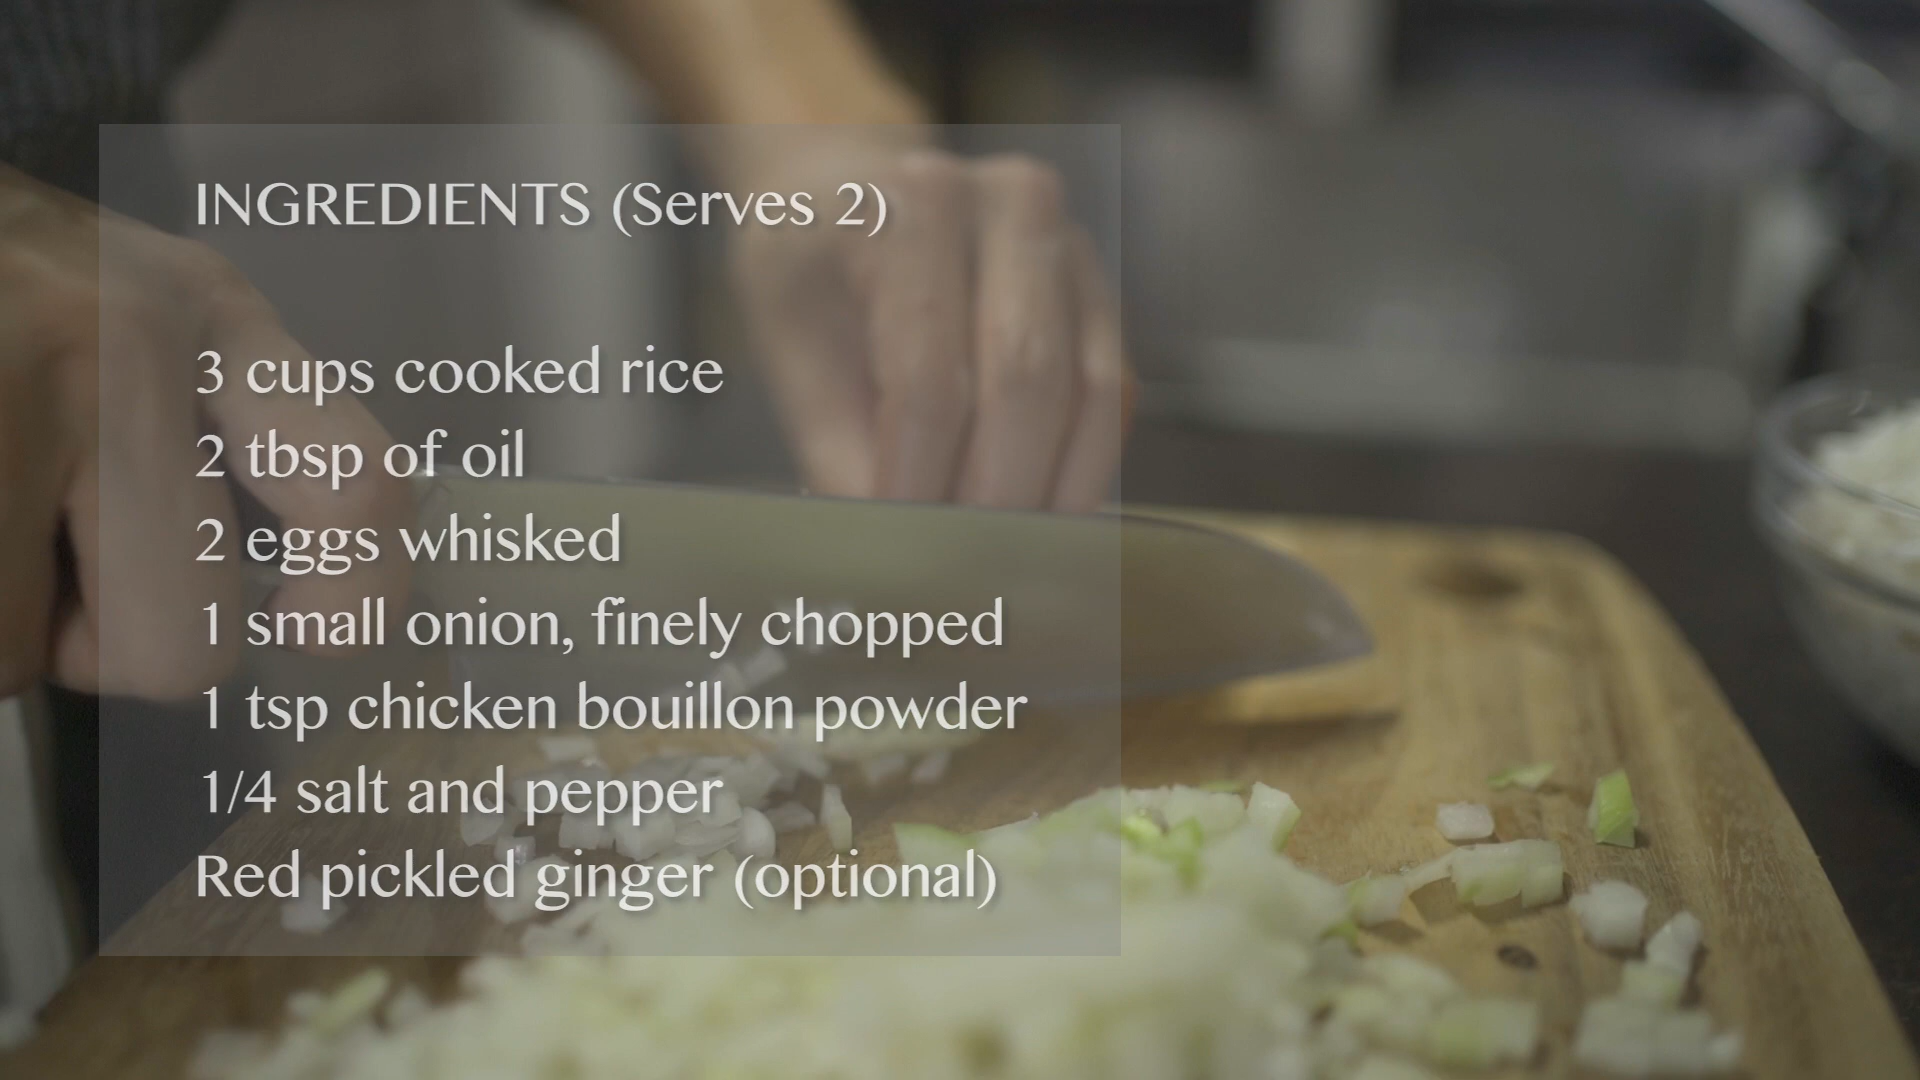 INGREDIENTS (Serves 2)
3 cups cooked rice
2 tbsp of oil
2 eggs whisked
1 small onion, finely chopped
1 tsp chicken bouillon powder
1/4 salt and pepper
Red pickled ginger (optional)